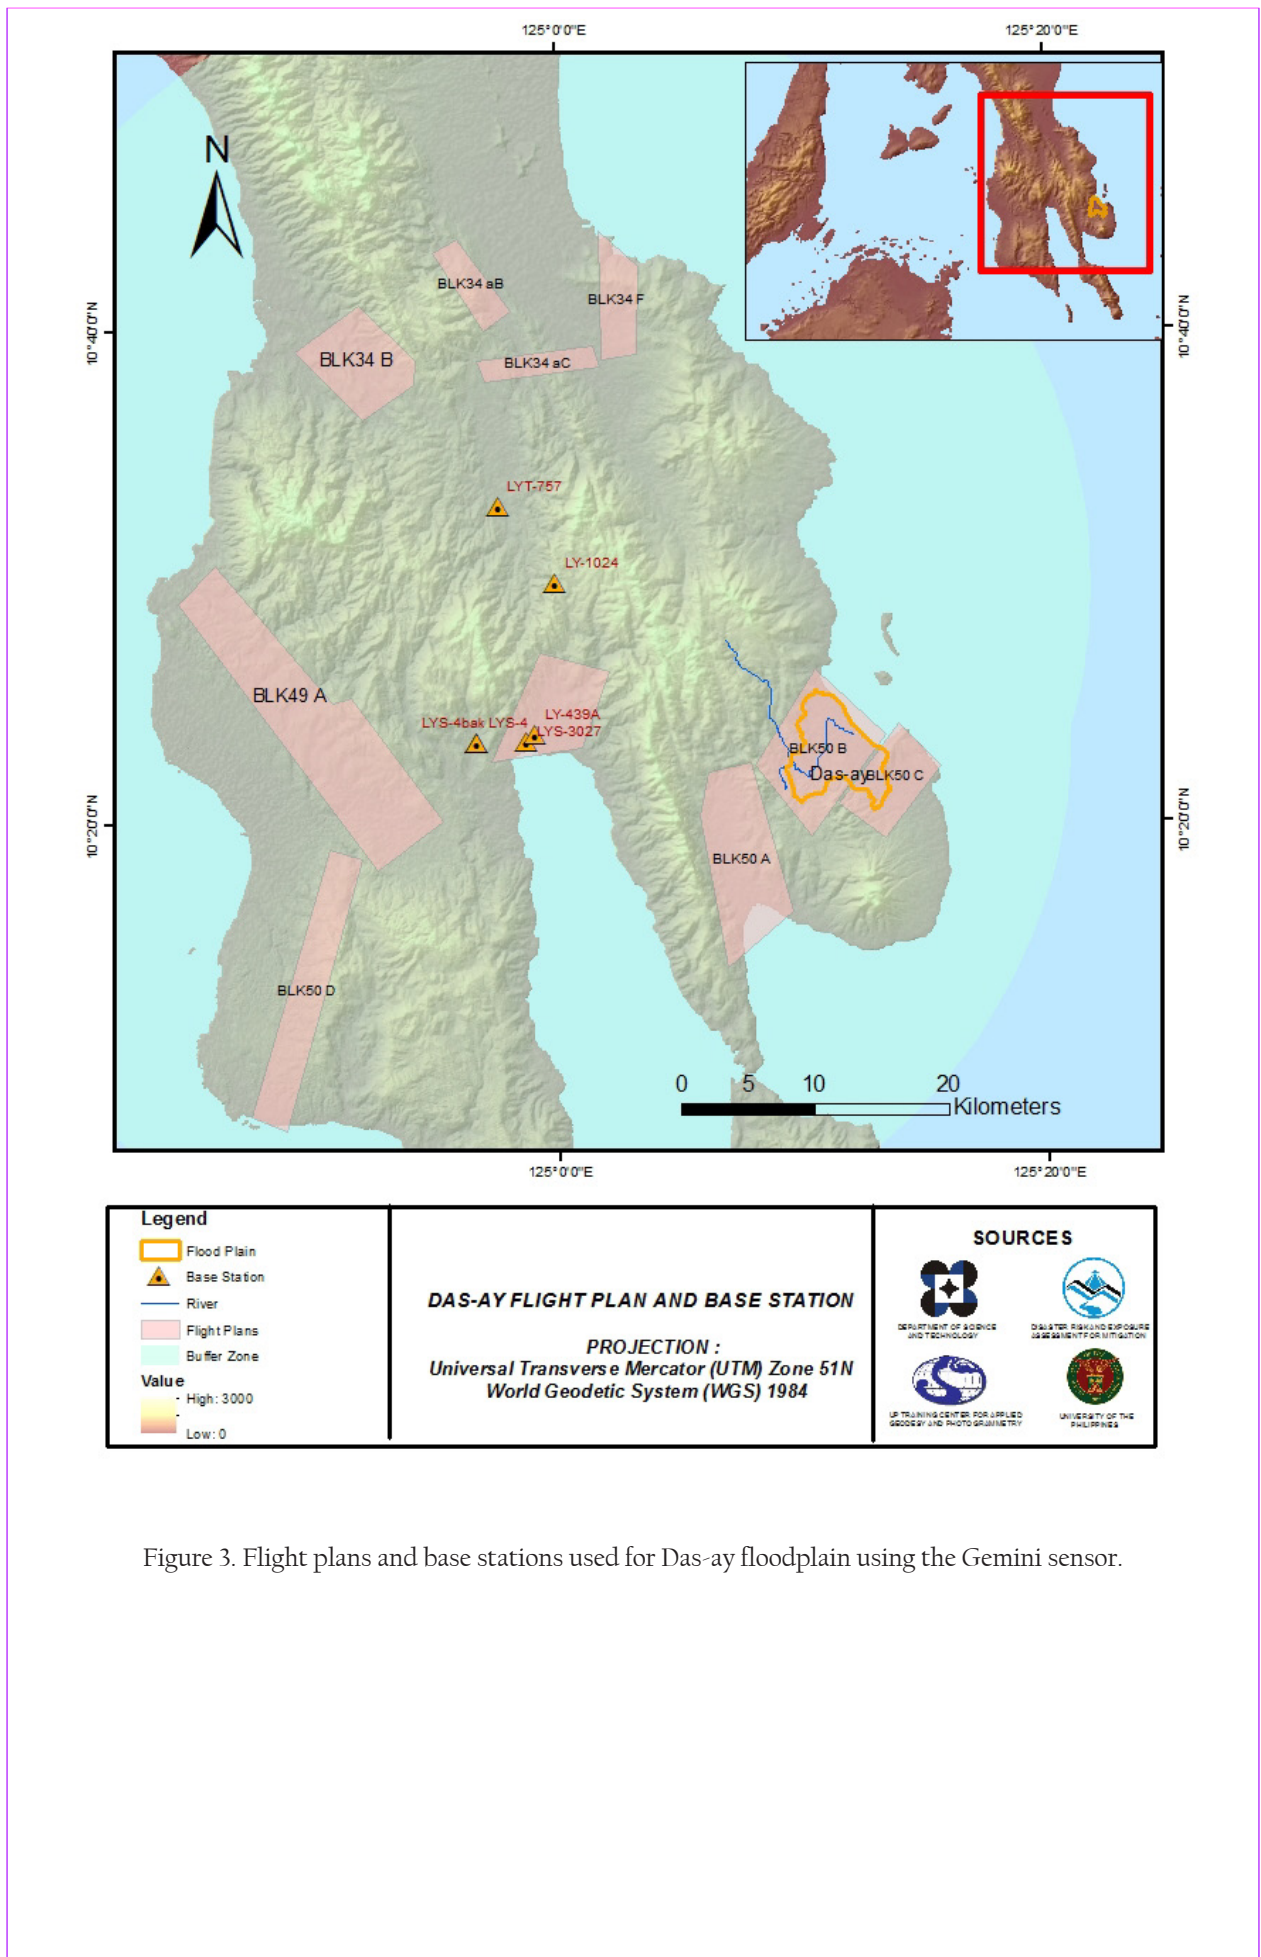 125°0'0"E
125°20'0"E
N
BLK34 aB
BLK34 F
10°40'0"N
10°40'0"N
BLK34 B
BLK34 aC
LYT-757
LY-1024
BLK49 A
LYS-4bak LYS-4
LY-439A
LYS-3027
BLK50 B
Das-ay
BLK50 C
10°20'0"N
10°20'0"N
BLK50 A
BLK50 D
0 5 10 20
Kilometers
125°0'0"E
125°20'0"E
Legend
Flood Plain
Base Station
River
Flight Plans
Buffer Zone
Value
High: 3000
Low: 0
DAS-AY FLIGHT PLAN AND BASE STATION
PROJECTION :
Universal Transverse Mercator (UTM) Zone 51N
World Geodetic System (WGS) 1984
SOURCES
DEPARTMENT OF SCIENCE
AND TECHNOLOGY
DISASTER RISK AND EXPOSURE
ASSESSMENT FOR MITIGATION
UP TRAINING CENTER FOR APPLIED
GEODESY AND PHOTOGRAMMETRY
UNIVERSITY OF THE
PHILIPPINES
Figure 3. Flight plans and base stations used for Das-ay floodplain using the Gemini sensor.